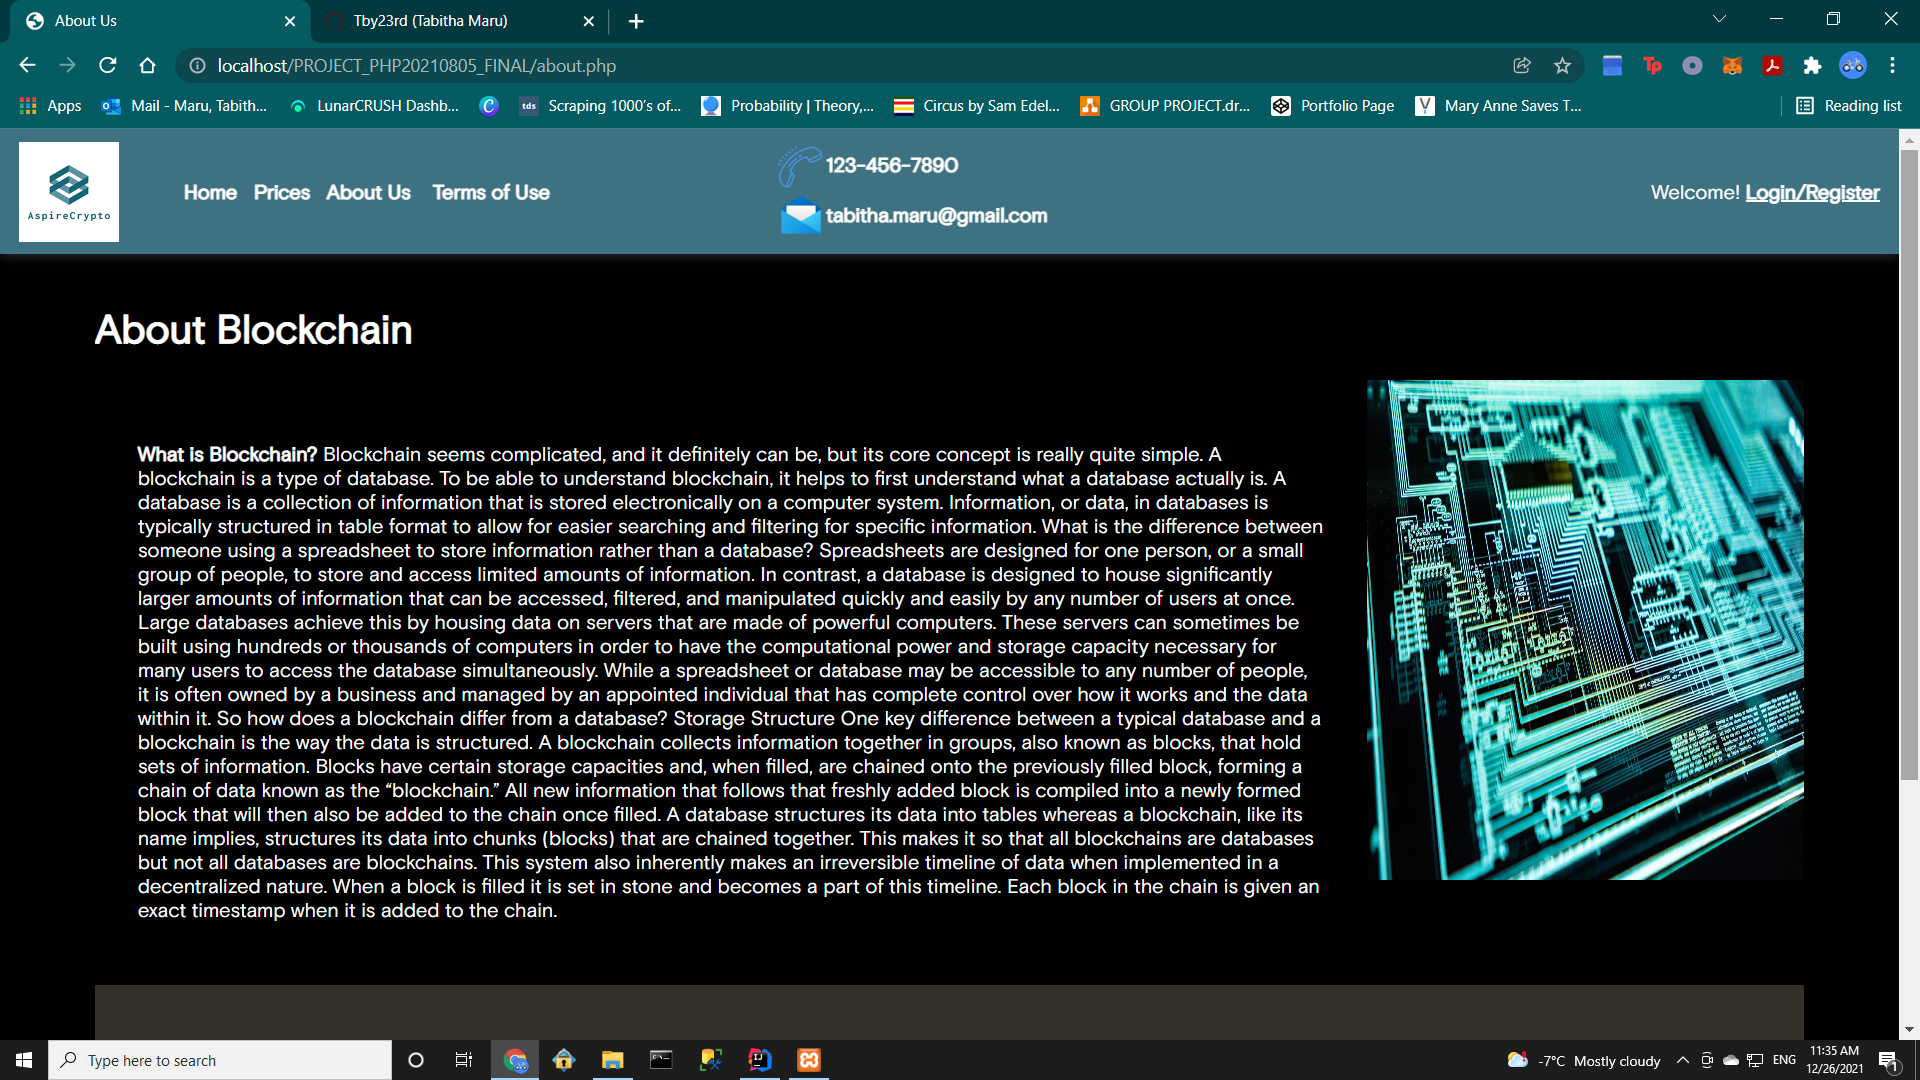 About Us
Tby23rd (Tabitha Maru)
localhost/PROJECT_PHP20210805_FINAL/about.php
Apps
Mail - Maru, Tabith...
LunarCRUSH Dashb...
tds Scraping 1000's of...
Probability | Theory,...
Circus by Sam Edel...
GROUP PROJECT.dr...
Portfolio Page
Mary Anne Saves T...
Reading list
AspireCrypto
Home Prices About Us Terms of Use
123-456-7890
tabitha.maru@gmail.com
Welcome! Login/Register
About Blockchain
What is Blockchain? Blockchain seems complicated, and it definitely can be, but its core concept is really quite simple. A
blockchain is a type of database. To be able to understand blockchain, it helps to first understand what a database actually is. A
database is a collection of information that is stored electronically on a computer system. Information, or data, in databases is
typically structured in table format to allow for easier searching and filtering for specific information. What is the difference between
someone using a spreadsheet to store information rather than a database? Spreadsheets are designed for one person, or a small
group of people, to store and access limited amounts of information. In contrast, a database is designed to house significantly
larger amounts of information that can be accessed, filtered, and manipulated quickly and easily by any number of users at once.
Large databases achieve this by housing data on servers that are made of powerful computers. These servers can sometimes be
built using hundreds or thousands of computers in order to have the computational power and storage capacity necessary for
many users to access the database simultaneously. While a spreadsheet or database may be accessible to any number of people,
it is often owned by a business and managed by an appointed individual that has complete control over how it works and the data
within it. So how does a blockchain differ from a database? Storage Structure One key difference between a typical database and a
blockchain is the way the data is structured. A blockchain collects information together in groups, also known as blocks, that hold
sets of information. Blocks have certain storage capacities and, when filled, are chained onto the previously filled block, forming a
chain of data known as the “blockchain.” All new information that follows that freshly added block is compiled into a newly formed
block that will then also be added to the chain once filled. A database structures its data into tables whereas a blockchain, like its
name implies, structures its data into chunks (blocks) that are chained together. This makes it so that all blockchains are databases
but not all databases are blockchains. This system also inherently makes an irreversible timeline of data when implemented in a
decentralized nature. When a block is filled it is set in stone and becomes a part of this timeline. Each block in the chain is given an
exact timestamp when it is added to the chain.
Type here to search
-7°C Mostly cloudy
ENG
11:35 AM
12/26/2021
1